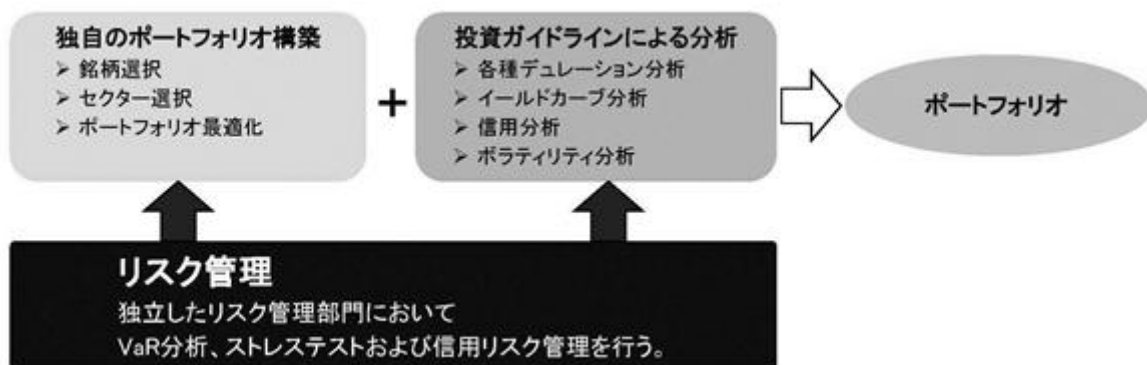 独自のポートフォリオ構築
➢ 銘柄選択
➢ セクター選択
➢ ポートフォリオ最適化
+
投資ガイドラインによる分析
➢ 各種デュレーション分析
➢ イールドカーブ分析
➢ 信用分析
➢ ボラティリティ分析
ポートフォリオ
リスク管理
独立したリスク管理部門において
VaR分析、ストレステストおよび信用リスク管理を行う。